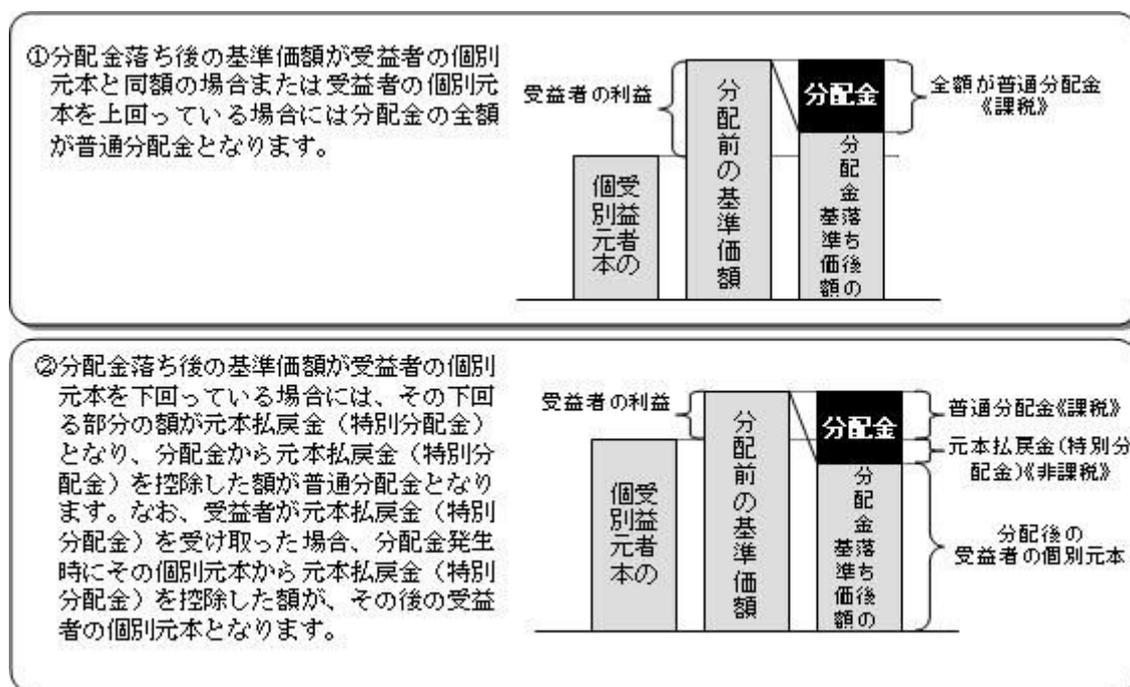 ①分配金落ち後の基準価額が受益者の個別
元本と同額の場合または受益者の個別元
本を上回っている場合には分配金の全額
が普通分配金となります。
受益者の利益
受益者の
個別元本
分配前の基準価額
分配金
分配金落ち後の
基準価額
全額が普通分配金
《課税》
②分配金落ち後の基準価額が受益者の個別
元本を下回っている場合には、その下回
る部分の額が元本払戻金（特別分配金）
となり、分配金から元本払戻金（特別分
配金）を控除した額が普通分配金となり
ます。なお、受益者が元本払戻金（特別
分配金）を受け取った場合、分配金発生
時にその個別元本から元本払戻金（特別
分配金）を控除した額が、その後の受益
者の個別元本となります。
受益者の利益
受益者の
個別元本
分配前の基準価額
分配金
分配金落ち後の
基準価額
普通分配金《課税》
元本払戻金(特別分
配金)《非課税》
分配後の
受益者の個別元本